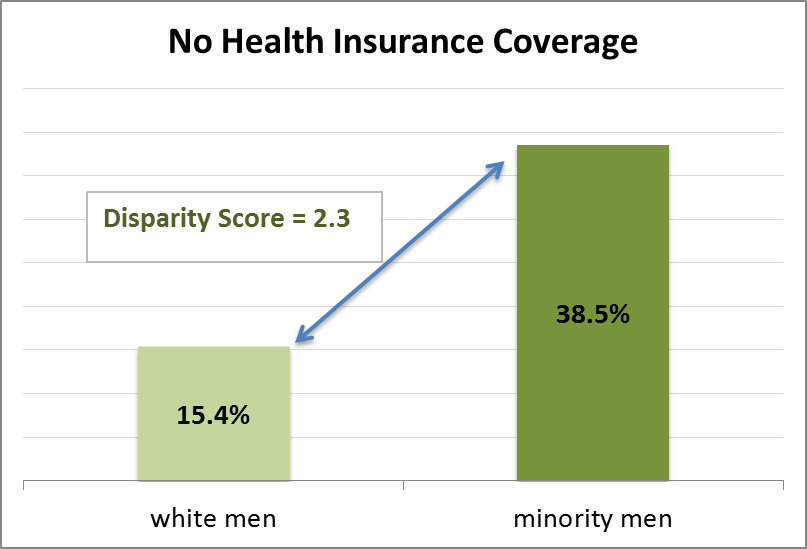 No Health Insurance Coverage
Disparity Score = 2.3
38.5%
15.4%
white men
minority men